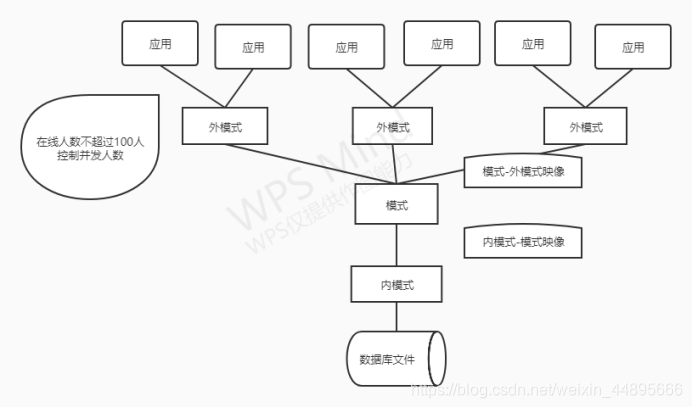 应用
应用
应用
应用
应用
应用
外模式
外模式
外模式
在线人数不超过100人
控制并发人数
模式-外模式映像
模式
内模式-模式映像
内模式
数据库文件
WPS Mind
https://blog.csdn.net/weixin_44895666